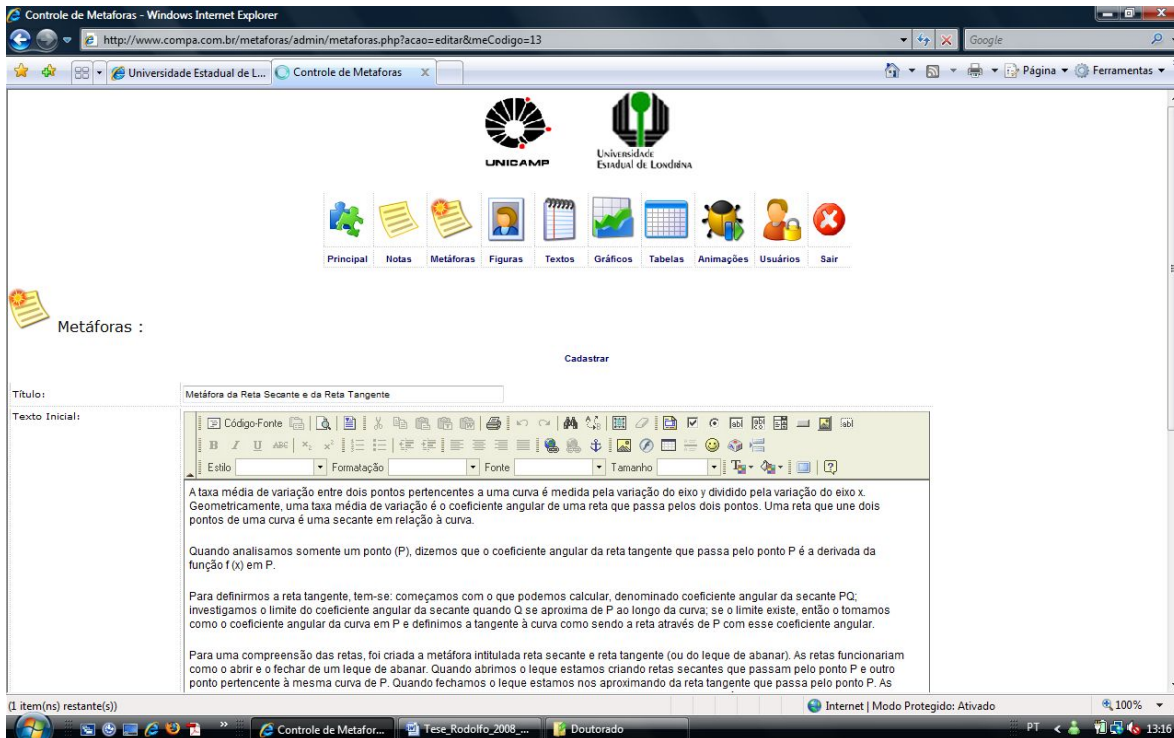 Controle de Metaforas - Windows Internet Explorer
http://www.compa.com.br/metaforas/admin/metaforas.php?acao=editar&meCodigo=13
Google
Universidade Estadual de L...
Controle de Metaforas
X
Página
Ferramentas
UNICAMP
Universidade
Estadual de Londrina
Principal Notas Metáforas Figuras Textos Gráficos Tabelas Animações Usuários Sair
Metáforas :
Cadastrar
Título:
Metáfora da Reta Secante e da Reta Tangente
Texto Inicial:
Código-Fonte
B I U ABC x₂ x²
Estilo Formatação Fonte Tamanho
A taxa média de variação entre dois pontos pertencentes a uma curva é medida pela variação do eixo y dividido pela variação do eixo x.
Geometricamente, uma taxa média de variação é o coeficiente angular de uma reta que passa pelos dois pontos. Uma reta que une dois
pontos de uma curva é uma secante em relação à curva.
Quando analisamos somente um ponto (P), dizemos que o coeficiente angular da reta tangente que passa pelo ponto P é a derivada da
função f (x) em P.
Para definirmos a reta tangente, tem-se: começamos com o que podemos calcular, denominado coeficiente angular da secante PQ;
investigamos o limite do coeficiente angular da secante quando Q se aproxima de P ao longo da curva; se o limite existe, então o tomamos
como o coeficiente angular da curva em P e definimos a tangente à curva como sendo a reta através de P com esse coeficiente angular.
Para uma compreensão das retas, foi criada a metáfora intitulada reta secante e reta tangente (ou do leque de abanar). As retas funcionariam
como o abrir e o fechar de um leque de abanar. Quando abrimos o leque estamos criando retas secantes que passam pelo ponto P e outro
ponto pertencente à mesma curva de P. Quando fechamos o leque estamos nos aproximando da reta tangente que passa pelo ponto P. As
(1 item(ns) restante(s))
Internet | Modo Protegido: Ativado
100%
Controle de Metafor...
Tese_Rodolfo_2008_...
Doutorado
PT
13:16